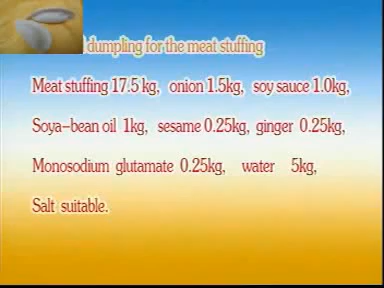 dumpling for the meat stuffing
Meat stuffing 17.5 kg, onion 1.5kg, soy sauce 1.0kg,
Soya-bean oil 1kg, sesame 0.25kg, ginger 0.25kg,
Monosodium glutamate 0.25kg, water 5kg,
Salt suitable.